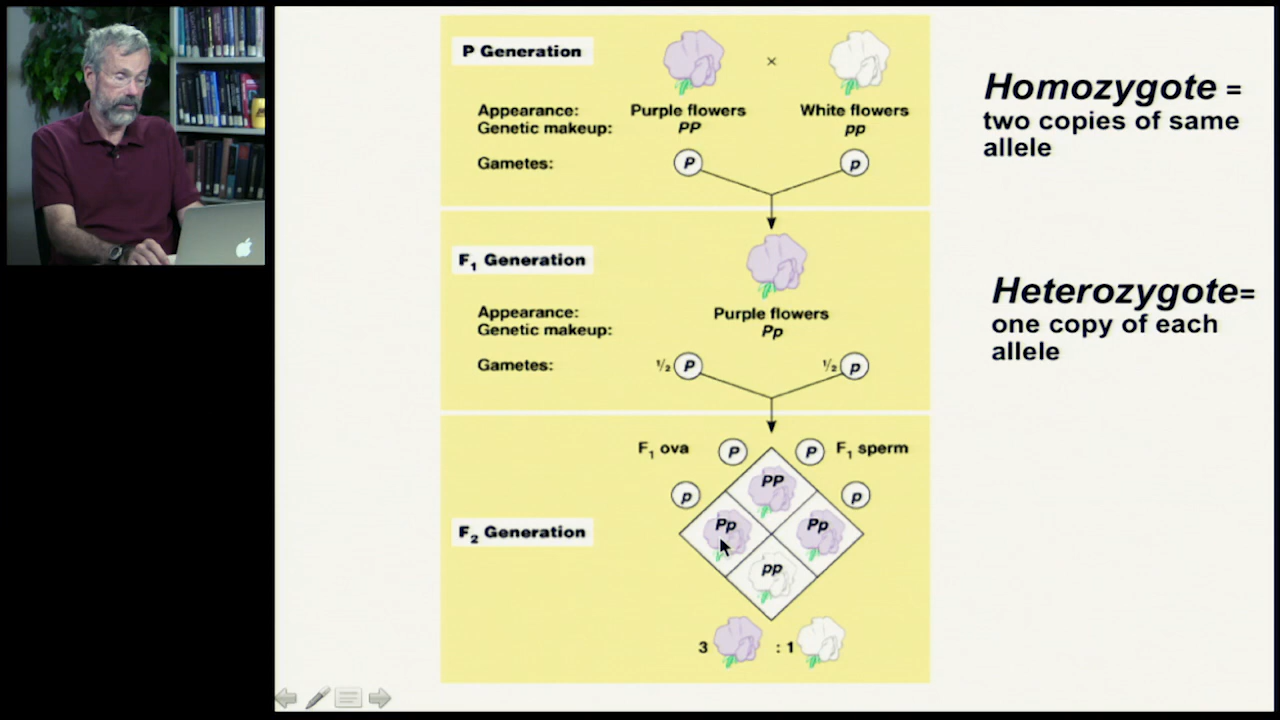 P Generation
×
Appearance: Purple flowers White flowers
Genetic makeup: PP pp
Gametes: P p
F1 Generation
Appearance: Purple flowers
Genetic makeup: Pp
Gametes: 1/2 P 1/2 p
F1 ova P P F1 sperm
p p
PP
Pp Pp
F2 Generation
pp
3 : 1
Homozygote =
two copies of same
allele
Heterozygote=
one copy of each
allele